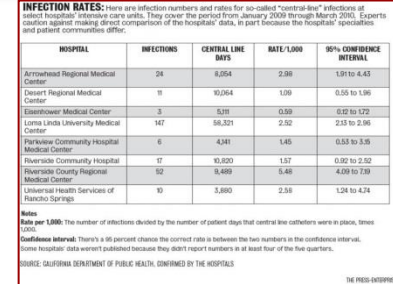 INFECTION RATES: Here are infection numbers and rates for so-called "central-line" infections at
select hospitals' intensive care units. They cover the period from January 2009 through March 2010. Experts
caution against making direct comparison of the hospitals' data, in part because the hospitals' specialties
and patient communities differ.
HOSPITAL INFECTIONS CENTRAL LINE DAYS RATE/1,000 95% CONFIDENCE INTERVAL
Arrowhead Regional Medical Center 24 8,054 2.98 1.91 to 4.43
Desert Regional Medical Center 11 10,064 1.09 0.55 to 1.96
Eisenhower Medical Center 3 5,111 0.59 0.12 to 1.72
Loma Linda University Medical Center 147 58,321 2.52 2.13 to 2.96
Parkview Community Hospital Medical Center 6 4,141 1.45 0.53 to 3.15
Riverside Community Hospital 17 10,820 1.57 0.92 to 2.52
Riverside County Regional Medical Center 52 9,489 5.48 4.09 to 7.19
Universal Health Services of Rancho Springs 10 3,880 2.58 1.24 to 4.74
Notes
Rate per 1,000: The number of infections divided by the number of patient days that central line catheters were in place, times
1,000.
Confidence interval: There's a 95 percent chance the correct rate is between the two numbers in the confidence interval.
Some hospitals' data weren't published because they didn't report numbers in at least four of the five quarters.
SOURCE: CALIFORNIA DEPARTMENT OF PUBLIC HEALTH, CONFIRMED BY THE HOSPITALS
THE PRESS-ENTERPRISE